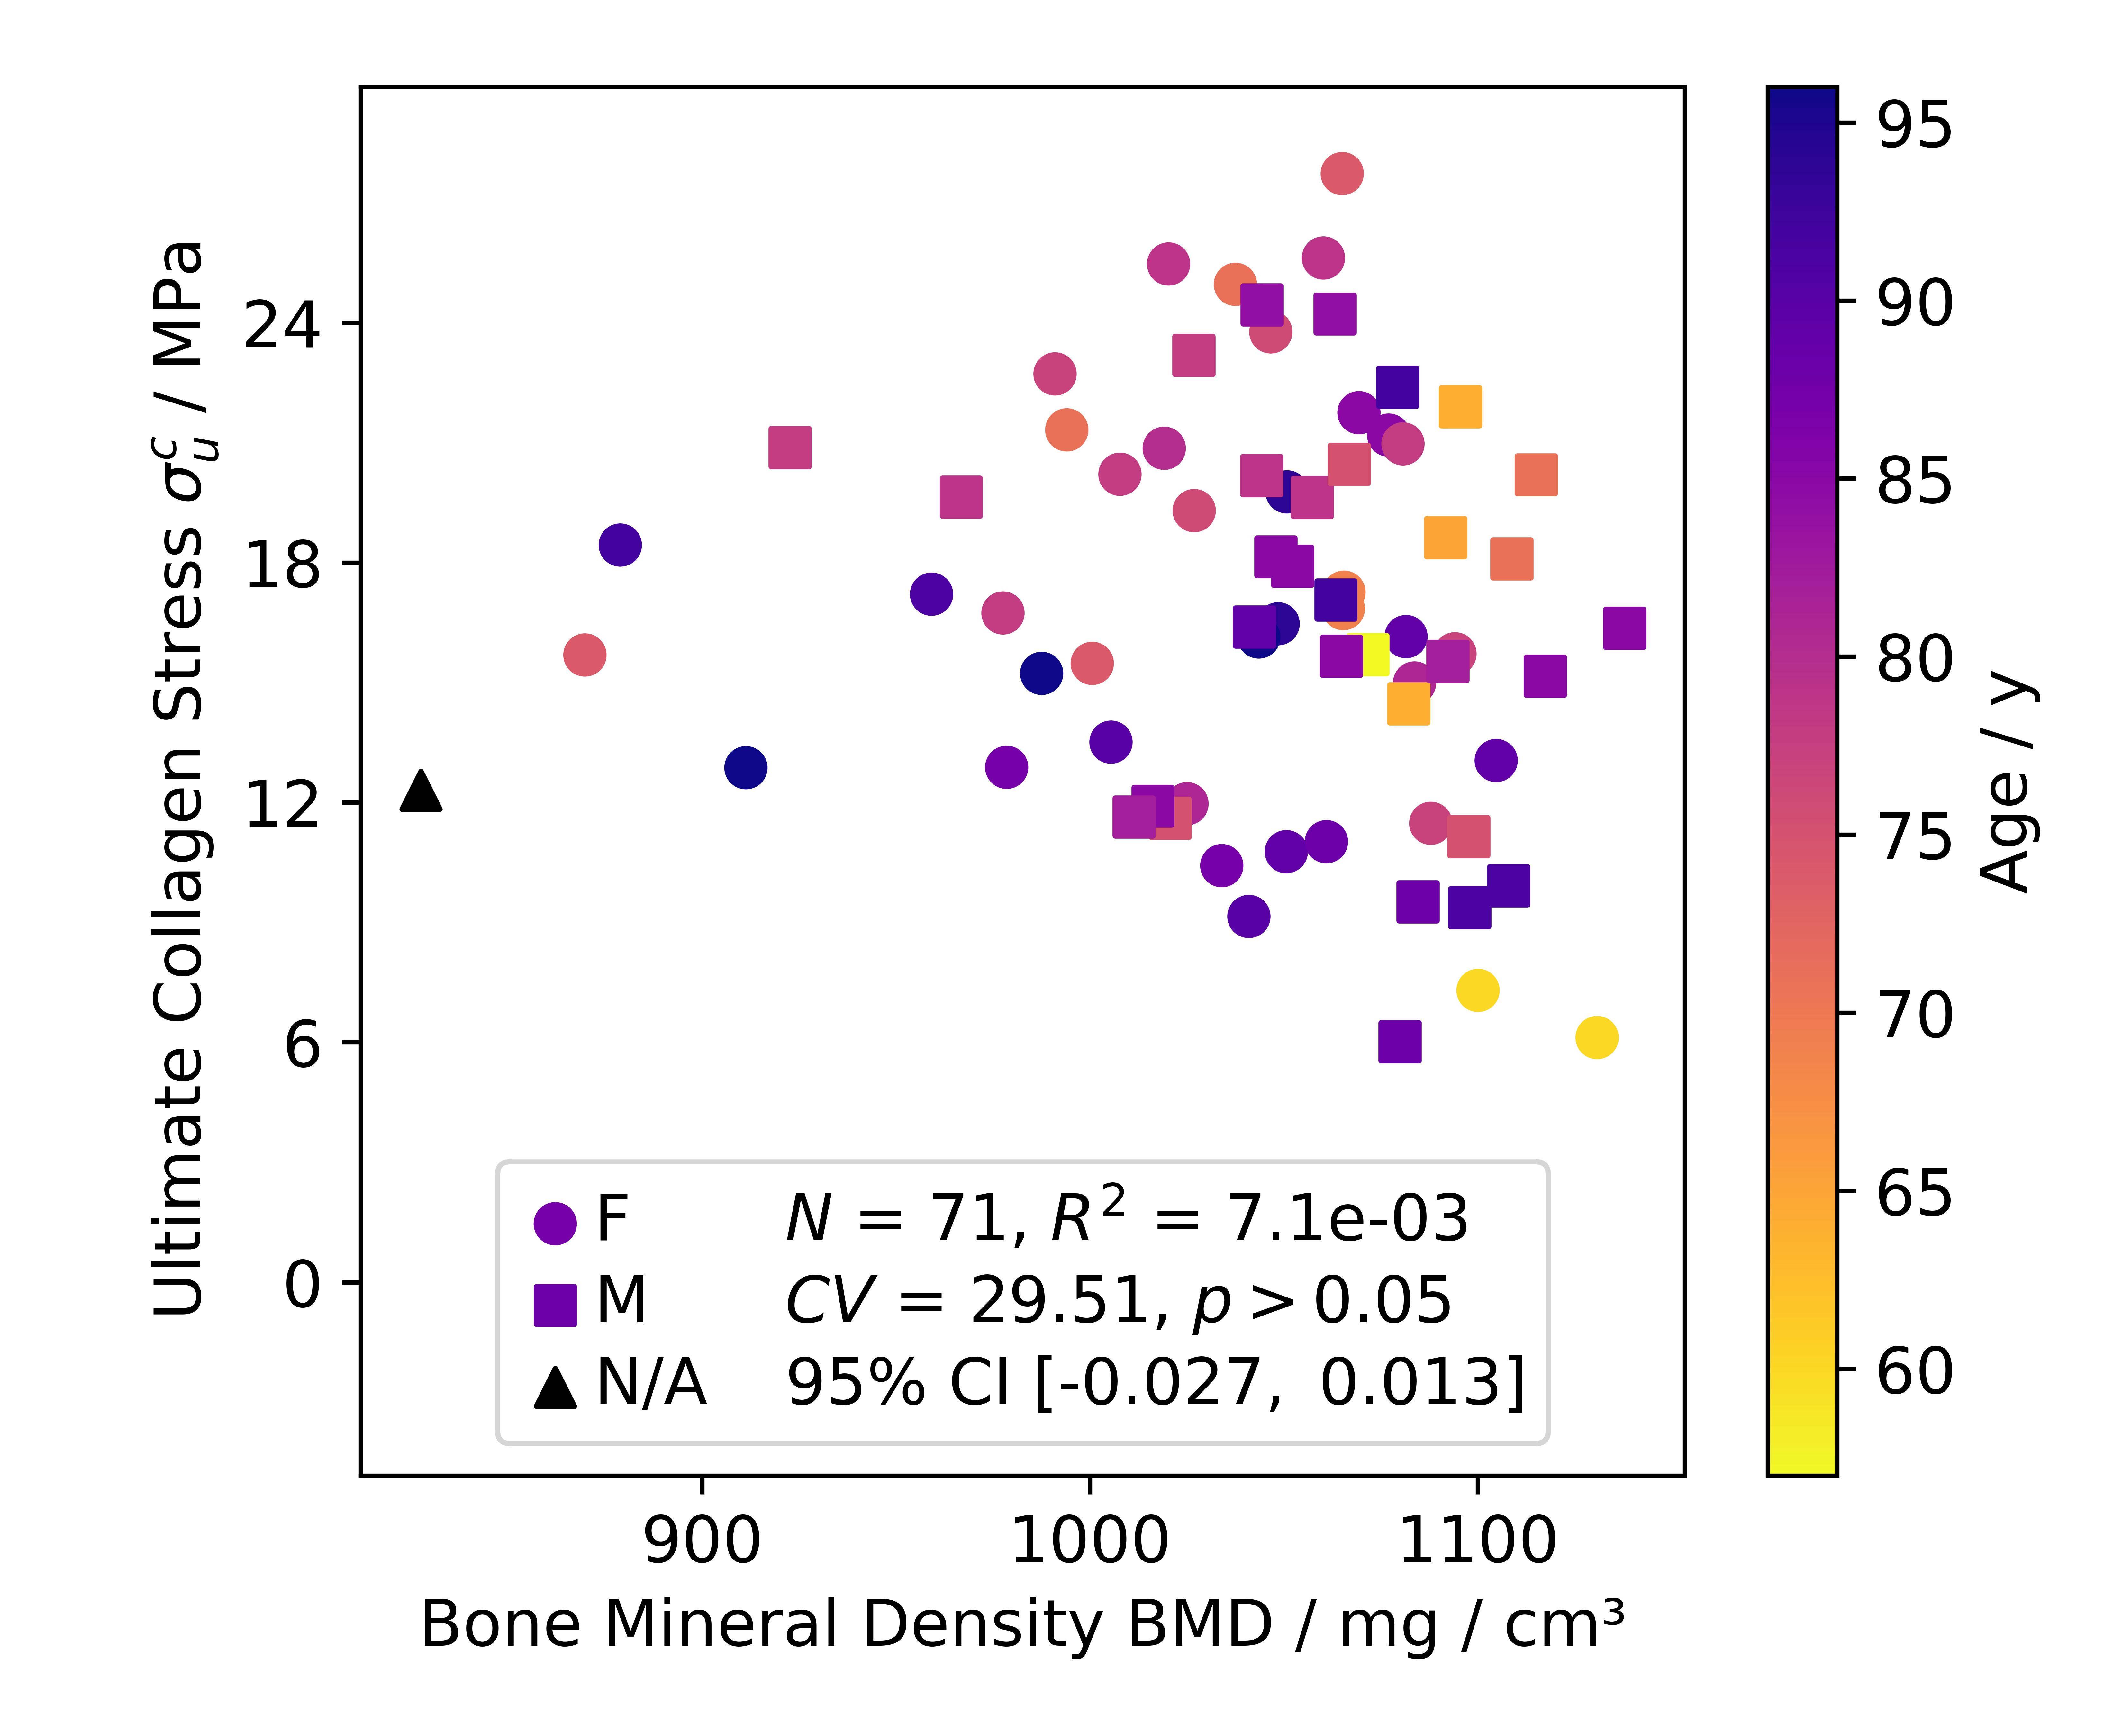 Ultimate Collagen Stress σᶜᵤ / MPa
24
18
12
6
0
900 1000 1100
Bone Mineral Density BMD / mg / cm³
F N = 71, R² = 7.1e-03
M CV = 29.51, p > 0.05
N/A 95% CI [-0.027, 0.013]
95
90
85
80
75
70
65
60
Age / y